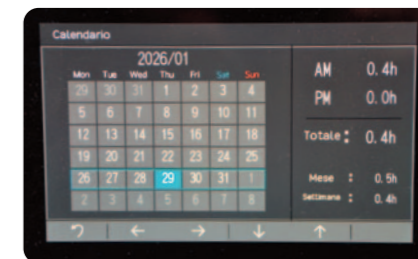 Calendario
2026/01
Mon Tue Wed Thu Fri Sat Sun
29 30 31 1 2 3 4
5 6 7 8 9 10 11
12 13 14 15 16 17 18
19 20 21 22 23 24 25
26 27 28 29 30 31 1
2 3 4 5 6 7 8
AM 0.4h
PM 0.0h
Totale : 0.4h
Mese : 0.5h
Settimana : 0.4h